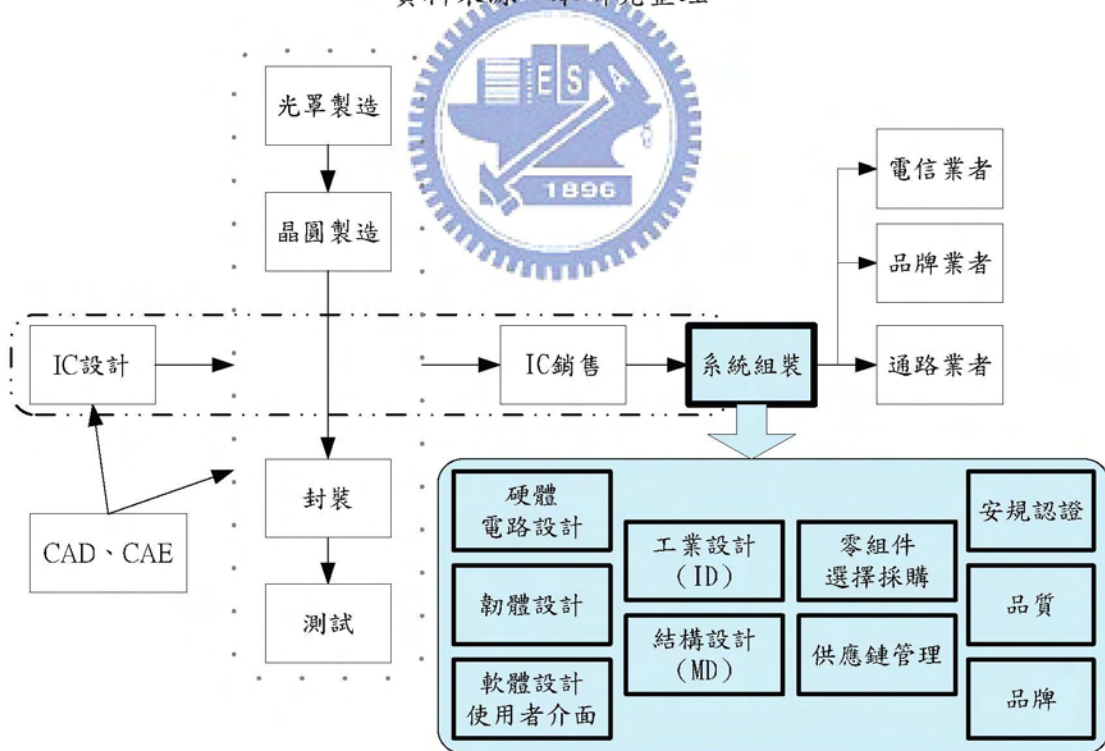 光罩製造
晶圓製造
ESA
1896
電信業者
品牌業者
IC設計
IC銷售
系統組裝
通路業者
CAD、CAE
封裝
測試
硬體
電路設計
韌體設計
軟體設計
使用者介面
工業設計
(ID)
結構設計
(MD)
零組件
選擇採購
供應鏈管理
安規認證
品質
品牌